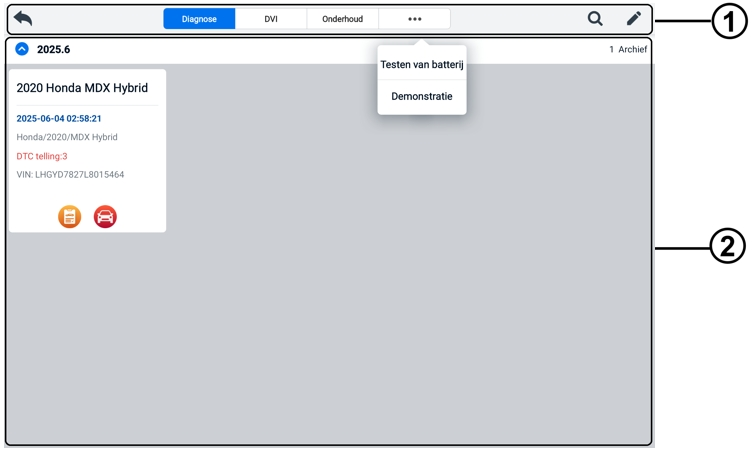 Diagnose DVI Onderhoud •••
1
2025.6 1 Archief
Testen van batterij
Demonstratie
2020 Honda MDX Hybrid
2025-06-04 02:58:21
Honda/2020/MDX Hybrid
DTC telling:3
VIN: LHGYD7827L8015464
2